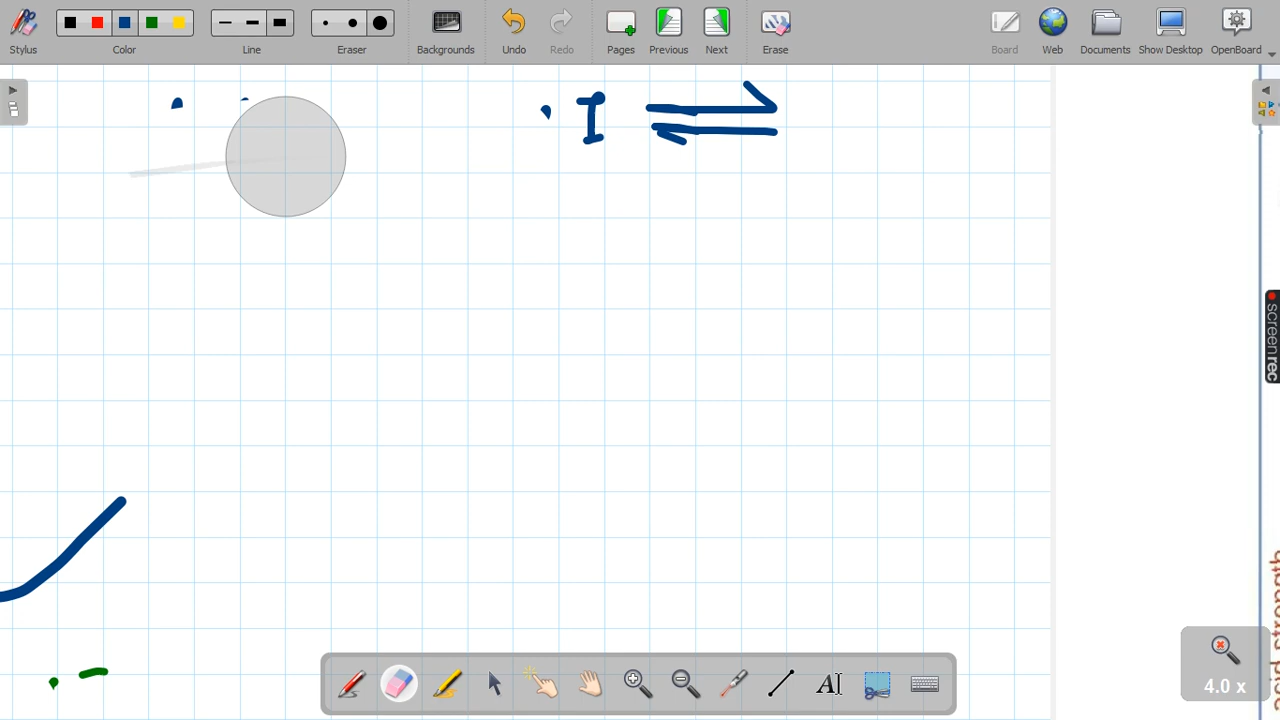 Stylus Color Line Eraser Backgrounds Undo Redo Pages Previous Next Erase Board Web Documents Show Desktop OpenBoard
· I ⇌
screenrec
4.0 x